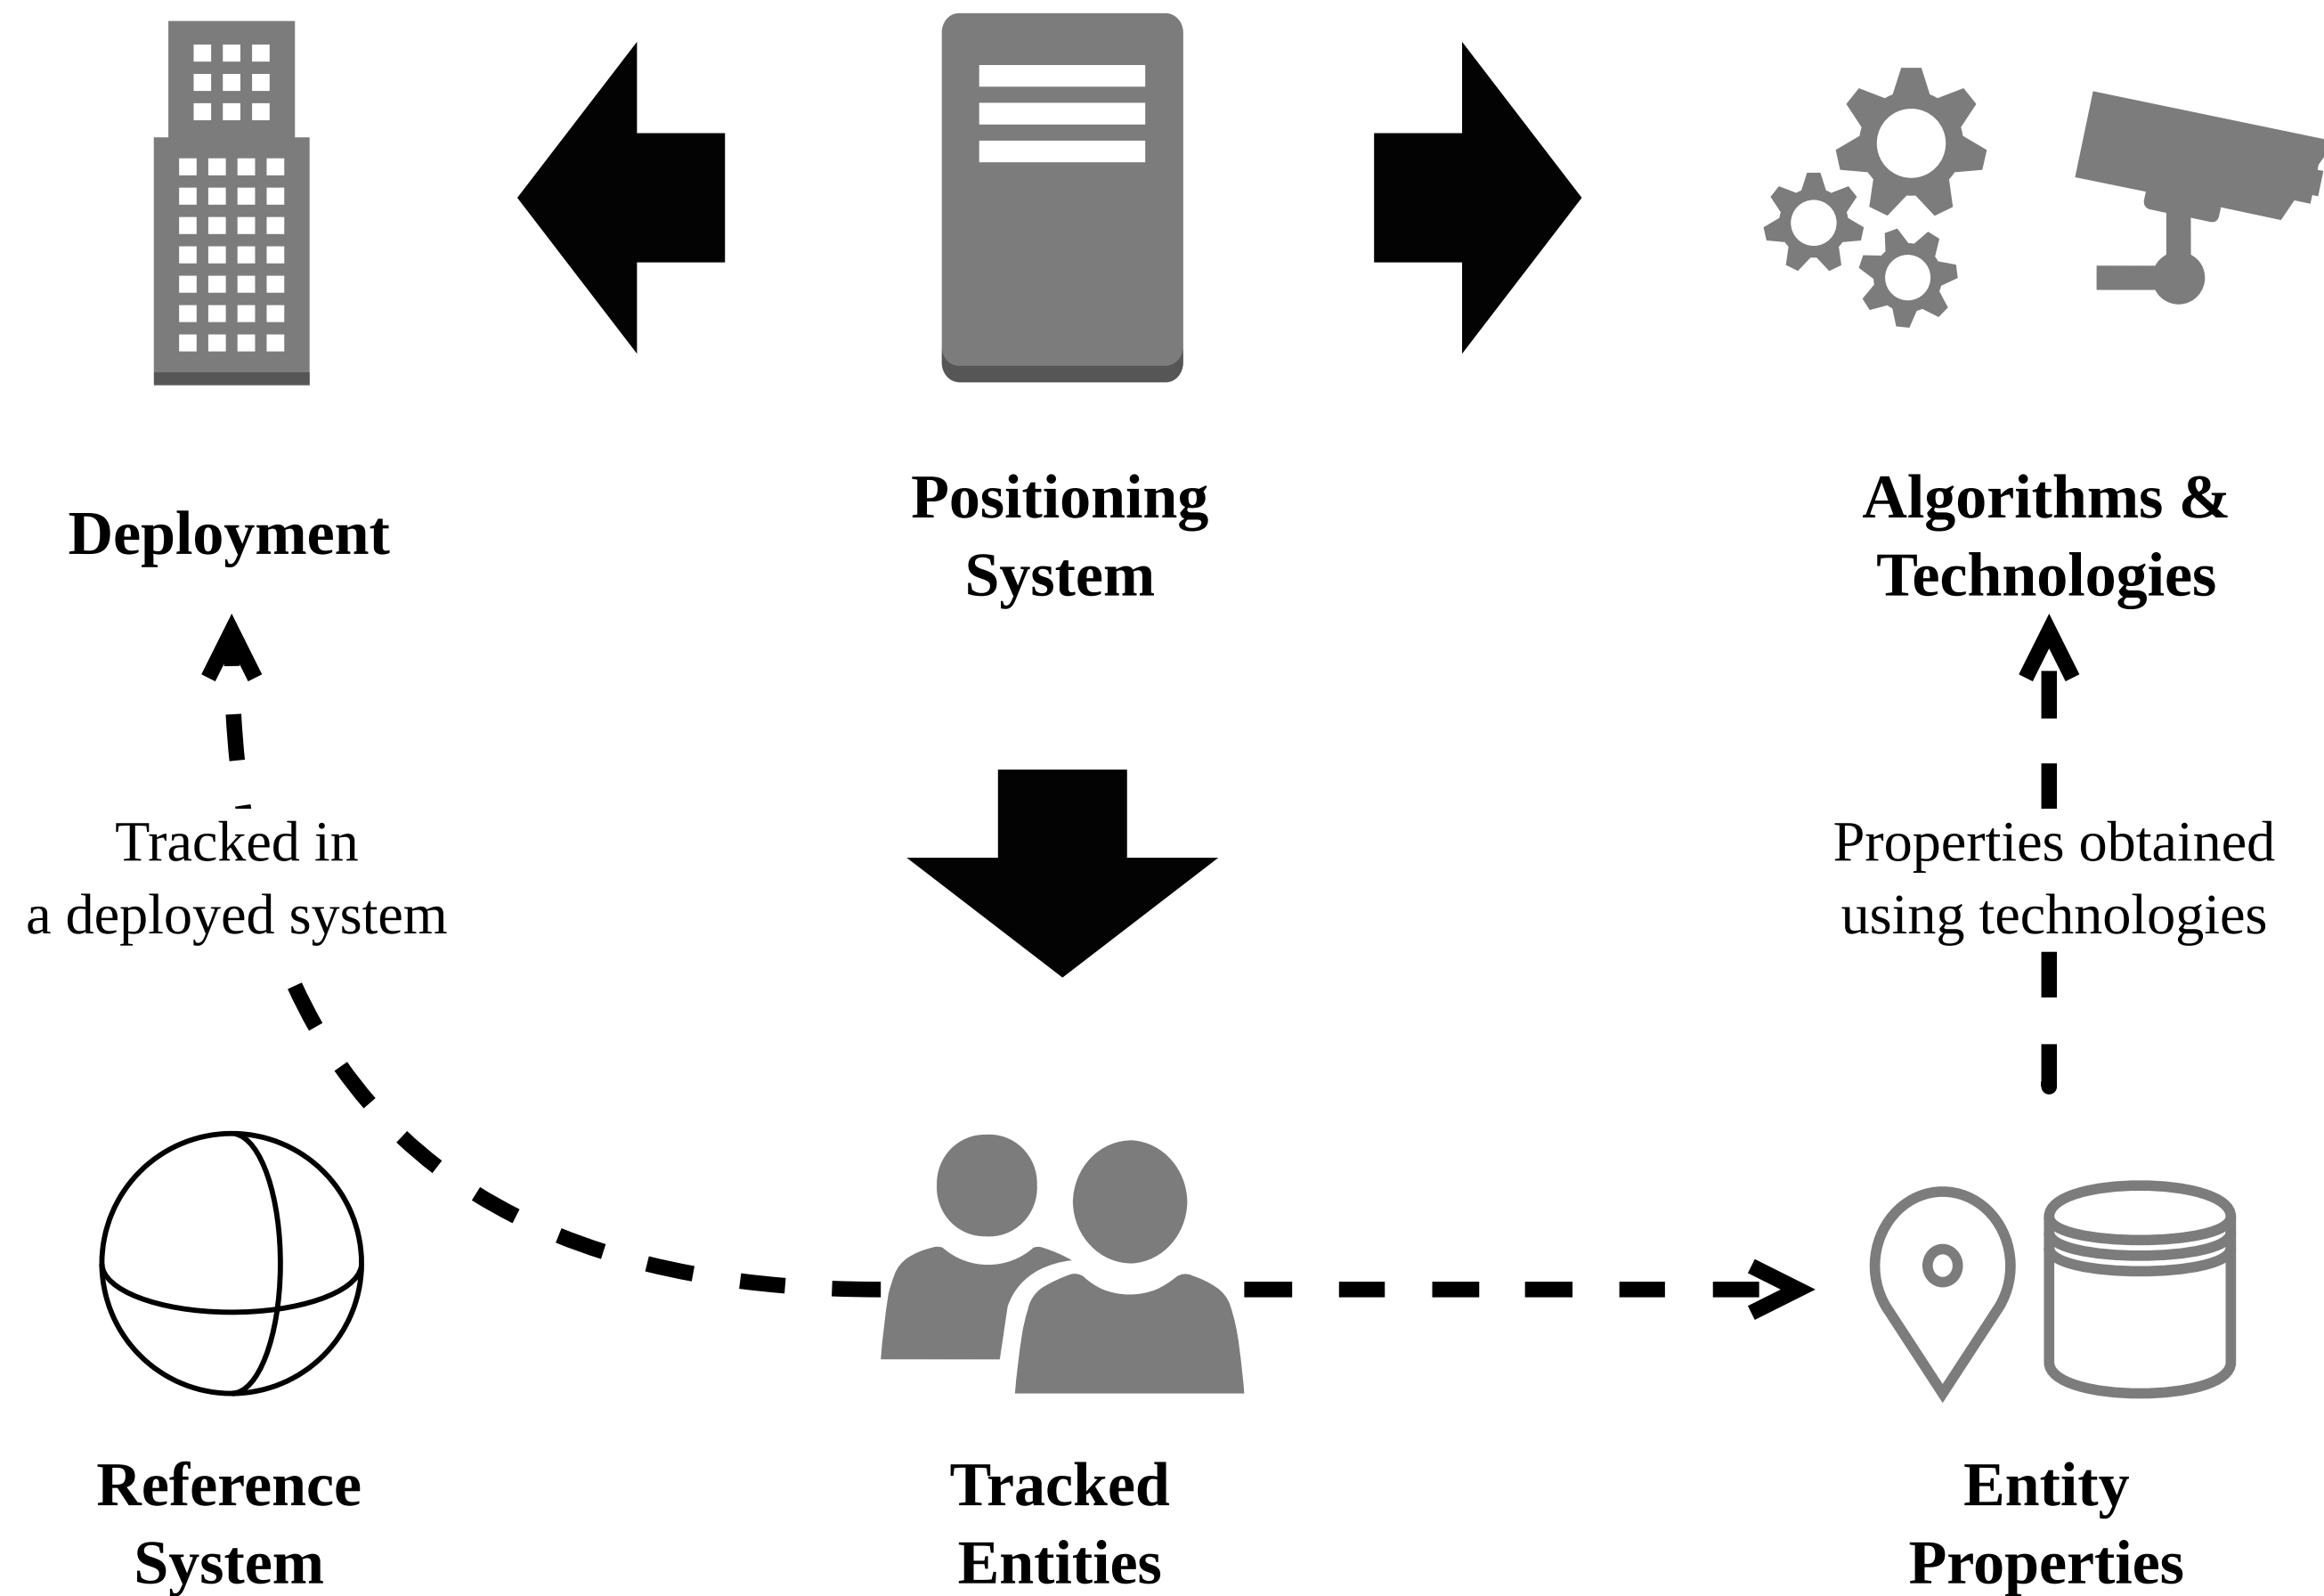 Deployment
Positioning
System
Algorithms &
Technologies
Tracked in
a deployed system
Properties obtained
using technologies
Reference
System
Tracked
Entities
Entity
Properties